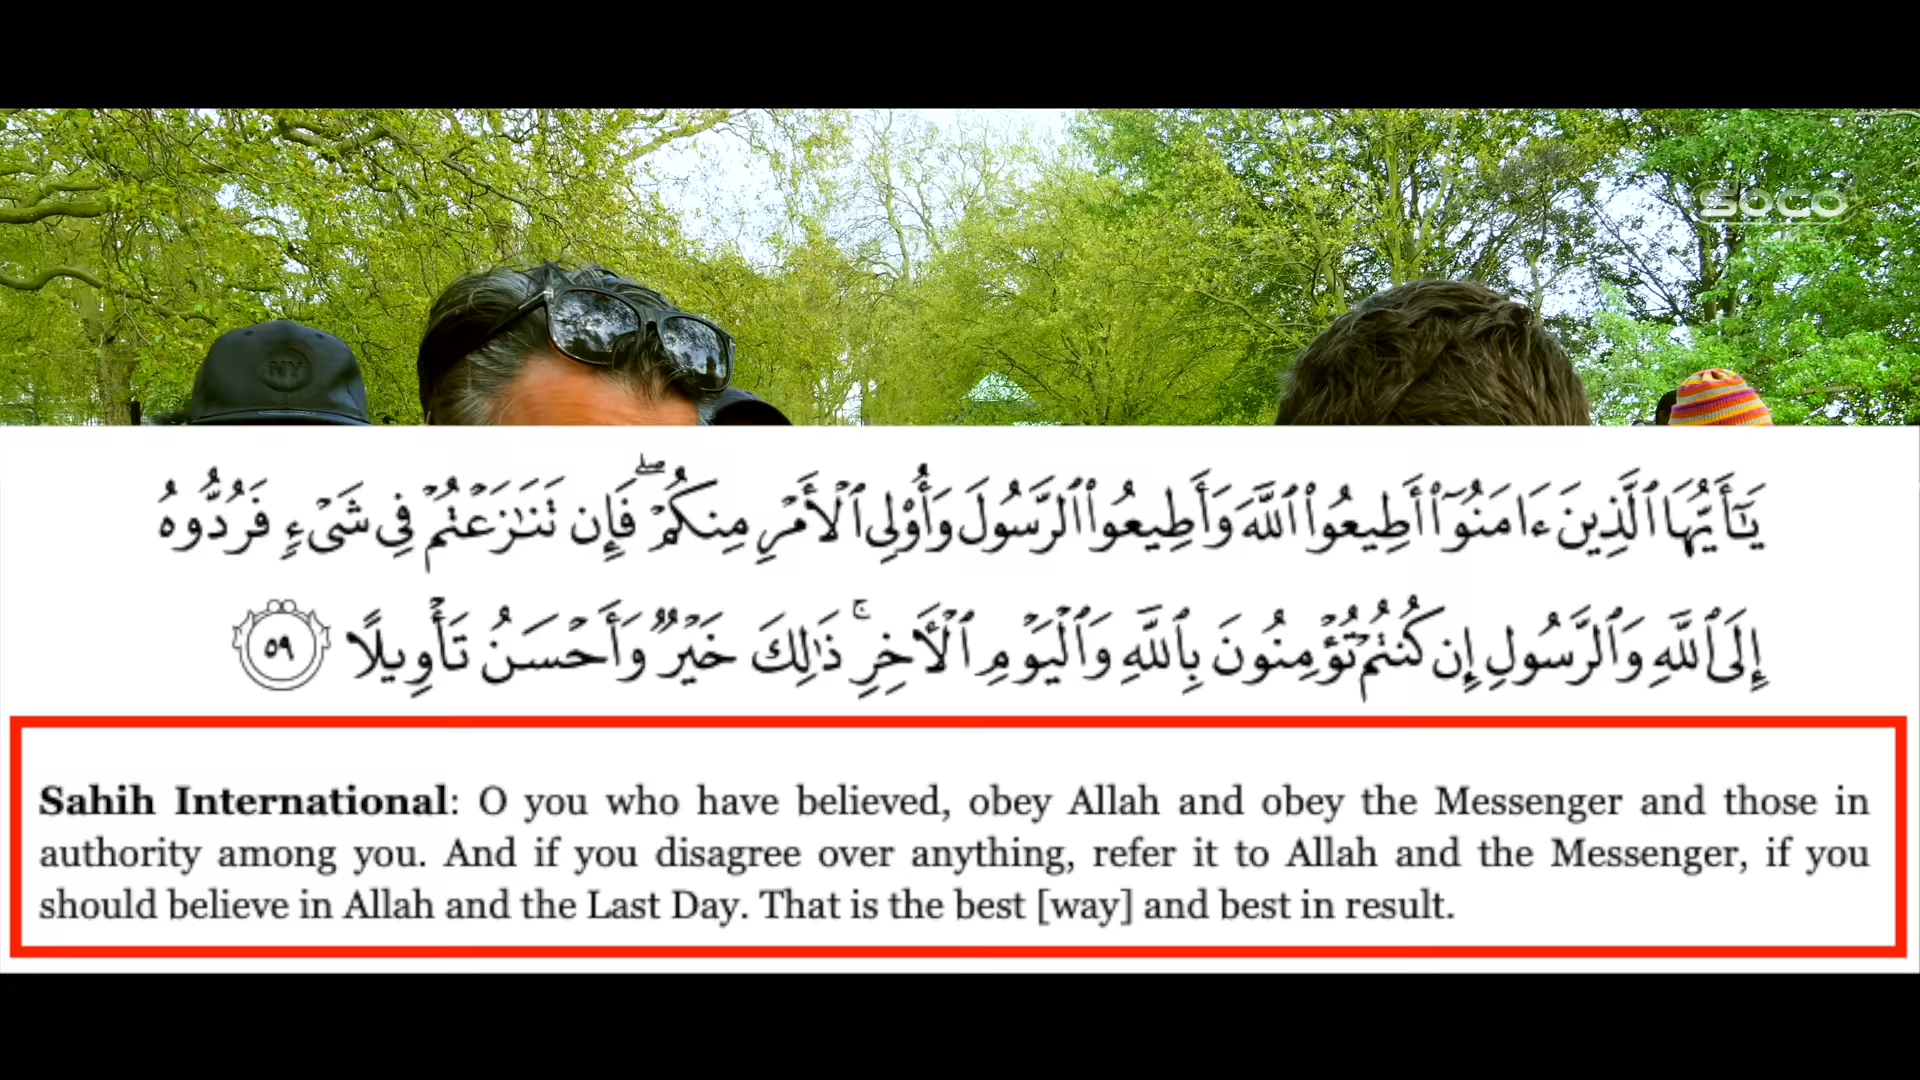 SOCO
FILMS
NY
يَـٰٓأَيُّهَا ٱلَّذِينَ ءَامَنُوٓا۟ أَطِيعُوا۟ ٱللَّهَ وَأَطِيعُوا۟ ٱلرَّسُولَ وَأُو۟لِى ٱلْأَمْرِ مِنكُمْ ۖ فَإِن تَنَـٰزَعْتُمْ فِى شَىْءٍ فَرُدُّوهُ
إِلَى ٱللَّهِ وَٱلرَّسُولِ إِن كُنتُمْ تُؤْمِنُونَ بِٱللَّهِ وَٱلْيَوْمِ ٱلْـَٔاخِرِ ۚ ذَٰلِكَ خَيْرٌ وَأَحْسَنُ تَأْوِيلًا ٥٩
Sahih International: O you who have believed, obey Allah and obey the Messenger and those in
authority among you. And if you disagree over anything, refer it to Allah and the Messenger, if you
should believe in Allah and the Last Day. That is the best [way] and best in result.